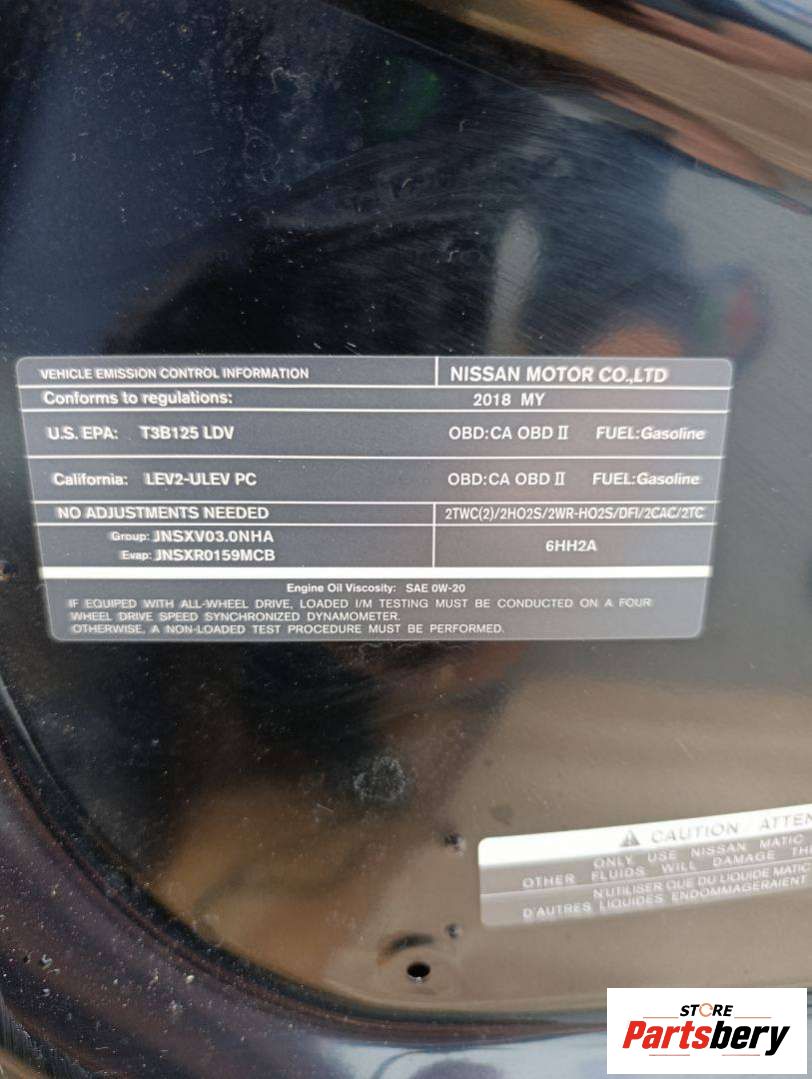 VEHICLE EMISSION CONTROL INFORMATION
NISSAN MOTOR CO.,LTD
Conforms to regulations:
2018 MY
U.S. EPA: T3B125 LDV
OBD:CA OBD II FUEL:Gasoline
California: LEV2-ULEV PC
OBD:CA OBD II FUEL:Gasoline
NO ADJUSTMENTS NEEDED
2TWC(2)/2HO2S/2WR-HO2S/DFI/2CAC/2TC
Group: JNSXV03.0NHA
Evap: JNSXR0159MCB
6HH2A
Engine Oil Viscosity: SAE 0W-20
IF EQUIPED WITH ALL-WHEEL DRIVE, LOADED I/M TESTING MUST BE CONDUCTED ON A FOUR
WHEEL DRIVE SPEED SYNCHRONIZED DYNAMOMETER.
OTHERWISE, A NON-LOADED TEST PROCEDURE MUST BE PERFORMED.
CAUTION ATTEN
ONLY USE NISSAN MATIC
OTHER FLUIDS WILL DAMAGE THE
N'UTILISER QUE DU LIQUIDE MATIC
D'AUTRES LIQUIDES ENDOMMAGERAIENT
STORE
Partsbery